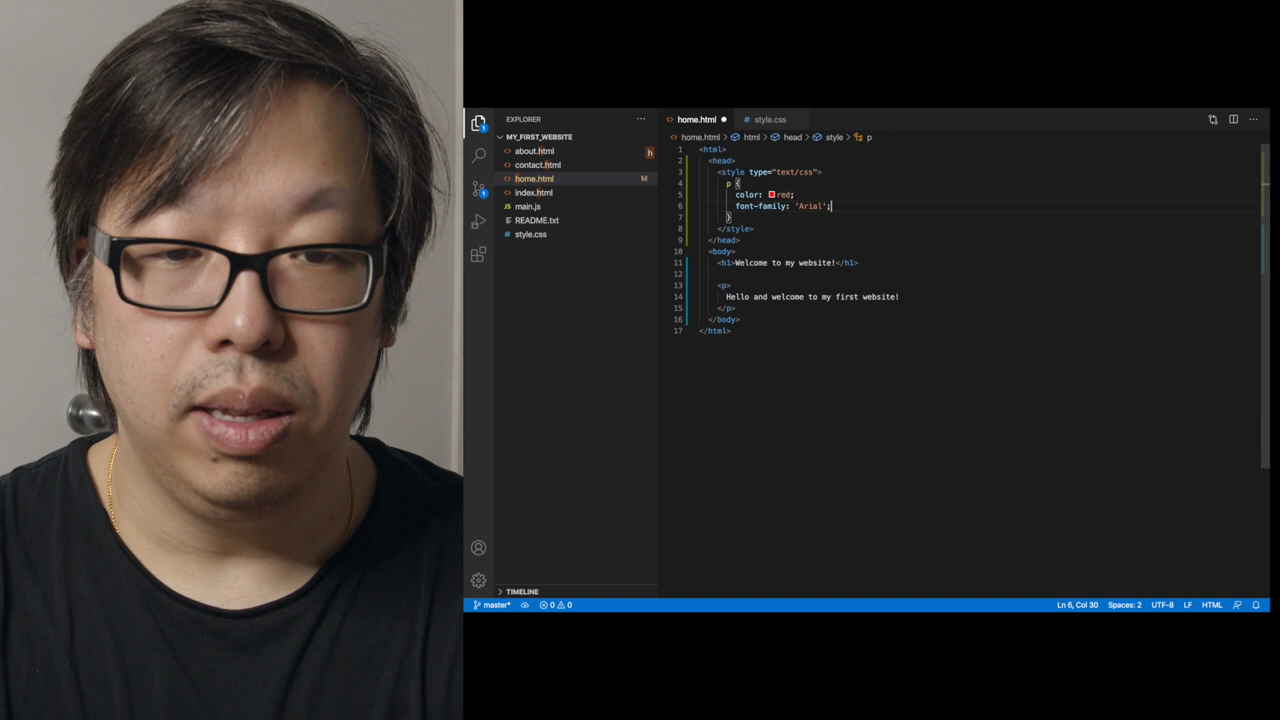 EXPLORER
MY_FIRST_WEBSITE
about.html
h
contact.html
home.html
M
index.html
main.js
README.txt
style.css
TIMELINE
1
1
home.html
style.css
home.html > html > head > style > p
1 <html>
2 <head>
3 <style type="text/css">
4 p {
5 color: red;
6 font-family: 'Arial';
7 }
8 </style>
9 </head>
10 <body>
11 <h1>Welcome to my website!</h1>
12
13 <p>
14 Hello and welcome to my first website!
15 </p>
16 </body>
17 </html>
master* 0 0 Ln 6, Col 30 Spaces: 2 UTF-8 LF HTML